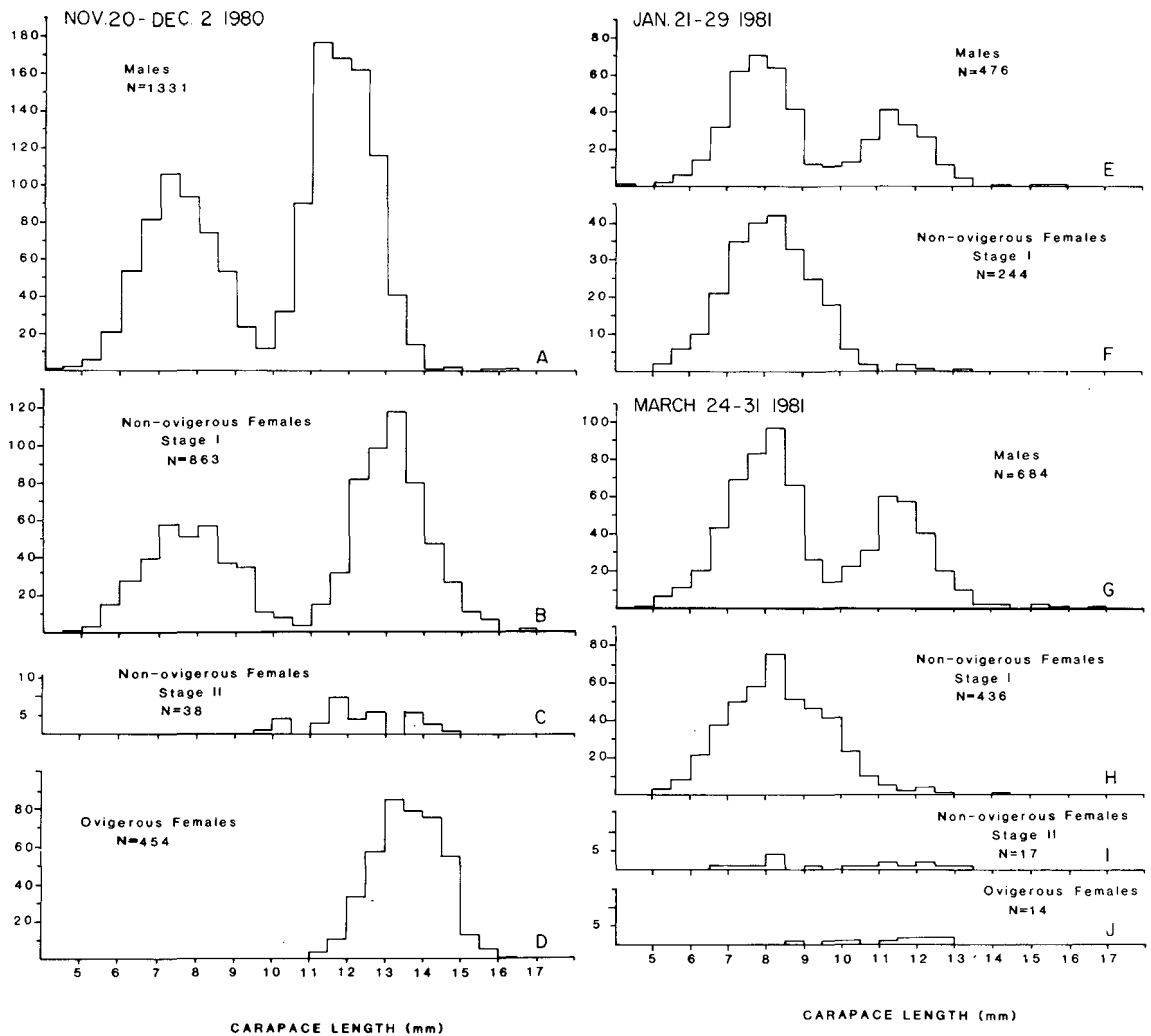 NOV.20-DEC. 2 1980
Males
N=1331
180
160
140
120
100
80
60
40
20
A
Non-ovigerous Females
Stage I
N=863
120
100
80
60
40
20
B
Non-ovigerous Females
Stage II
N=38
10
5
C
Ovigerous Females
N=454
80
60
40
20
D
5 6 7 8 9 10 11 12 13 14 15 16 17
CARAPACE LENGTH (mm)
JAN. 21-29 1981
Males
N=476
80
60
40
20
E
Non-ovigerous Females
Stage I
N=244
40
30
20
10
F
MARCH 24-31 1981
Males
N=684
100
80
60
40
20
G
Non-ovigerous Females
Stage I
N=436
80
60
40
20
H
Non-ovigerous Females
Stage II
N=17
5
I
Ovigerous Females
N=14
5
J
5 6 7 8 9 10 11 12 13 14 15 16 17
CARAPACE LENGTH (mm)